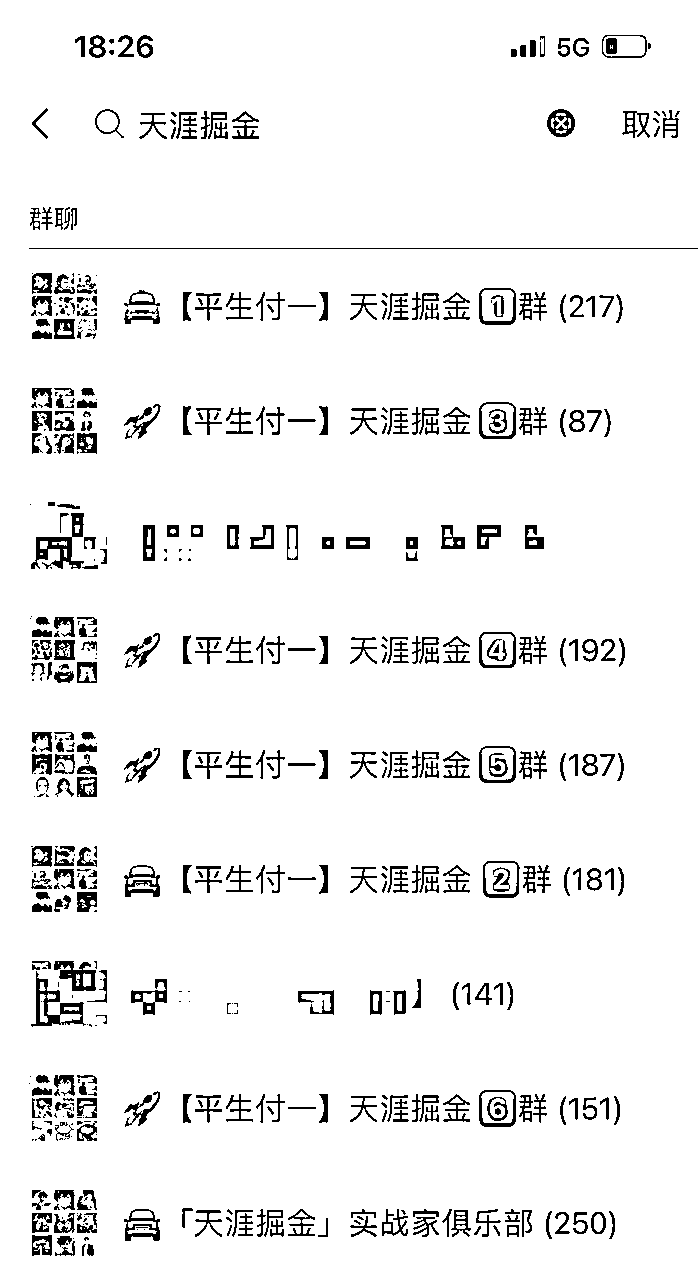 18:26
5G
天涯掘金
取消
群聊
【平生付一】天涯掘金1群 (217)
【平生付一】天涯掘金3群 (87)
【平生付一】天涯掘金4群 (192)
【平生付一】天涯掘金5群 (187)
【平生付一】天涯掘金2群 (181)
】 (141)
【平生付一】天涯掘金6群 (151)
「天涯掘金」实战家俱乐部 (250)